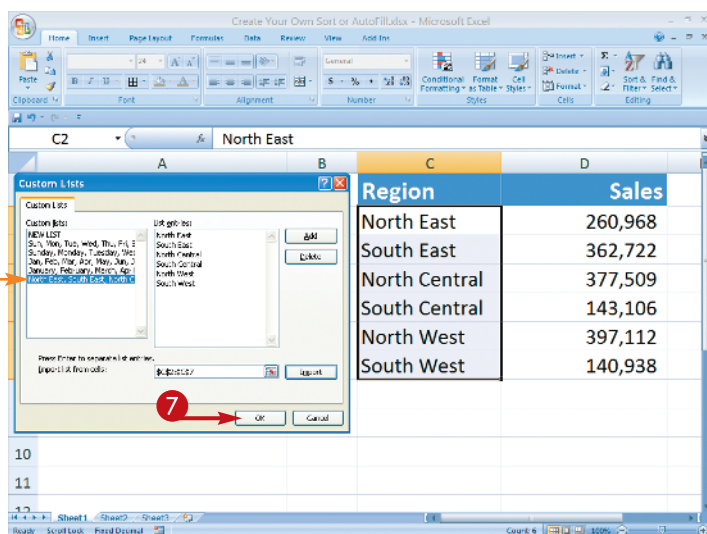 Create Your Own Sort or AutoFill.xlsx - Microsoft Excel
Home Insert Page Layout Formulas Data Review View Add Ins
Paste
24
General
Conditional Formatting
Format as Table
Cell Styles
Insert
Delete
Format
Sort & Filter
Find & Select
Clipboard Font Alignment Number Styles Cells Editing
C2 fx North East
A B C D
Custom Lists
Custom Lists
Custom lists: List entries:
NEW LIST
Sun, Mon, Tue, Wed, Thu, Fri, S
Sunday, Monday, Tuesday, Wed
Jan, Feb, Mar, Apr, May, Jun, J
January, February, March, Apri
North East, South East, North C
North East
South East
North Central
South Central
North West
South West
Add
Delete
Press Enter to separate list entries.
Import list from cells: $C$2:$C$7 Import
7
OK Cancel
Region Sales
North East 260,968
South East 362,722
North Central 377,509
South Central 143,106
North West 397,112
South West 140,938
10
11
12
Sheet1 Sheet2 Sheet3
Ready Scroll Lock Fixed Decimal Count: 6 100%